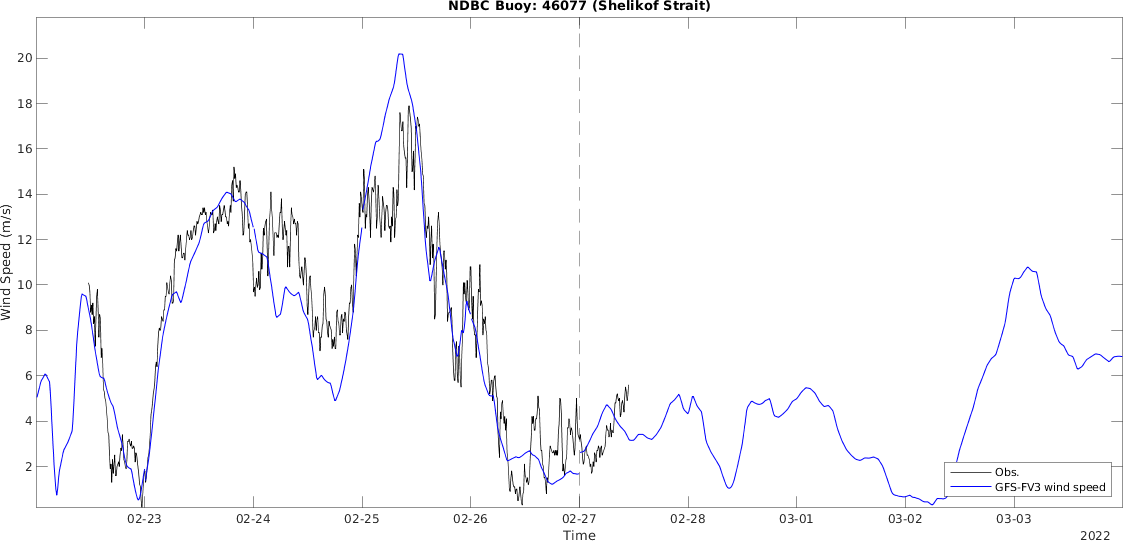 NDBC Buoy: 46077 (Shelikof Strait)
Wind Speed (m/s)
20
18
16
14
12
10
8
6
4
2
Obs.
GFS-FV3 wind speed
02-23 02-24 02-25 02-26 02-27 02-28 03-01 03-02 03-03
Time
2022